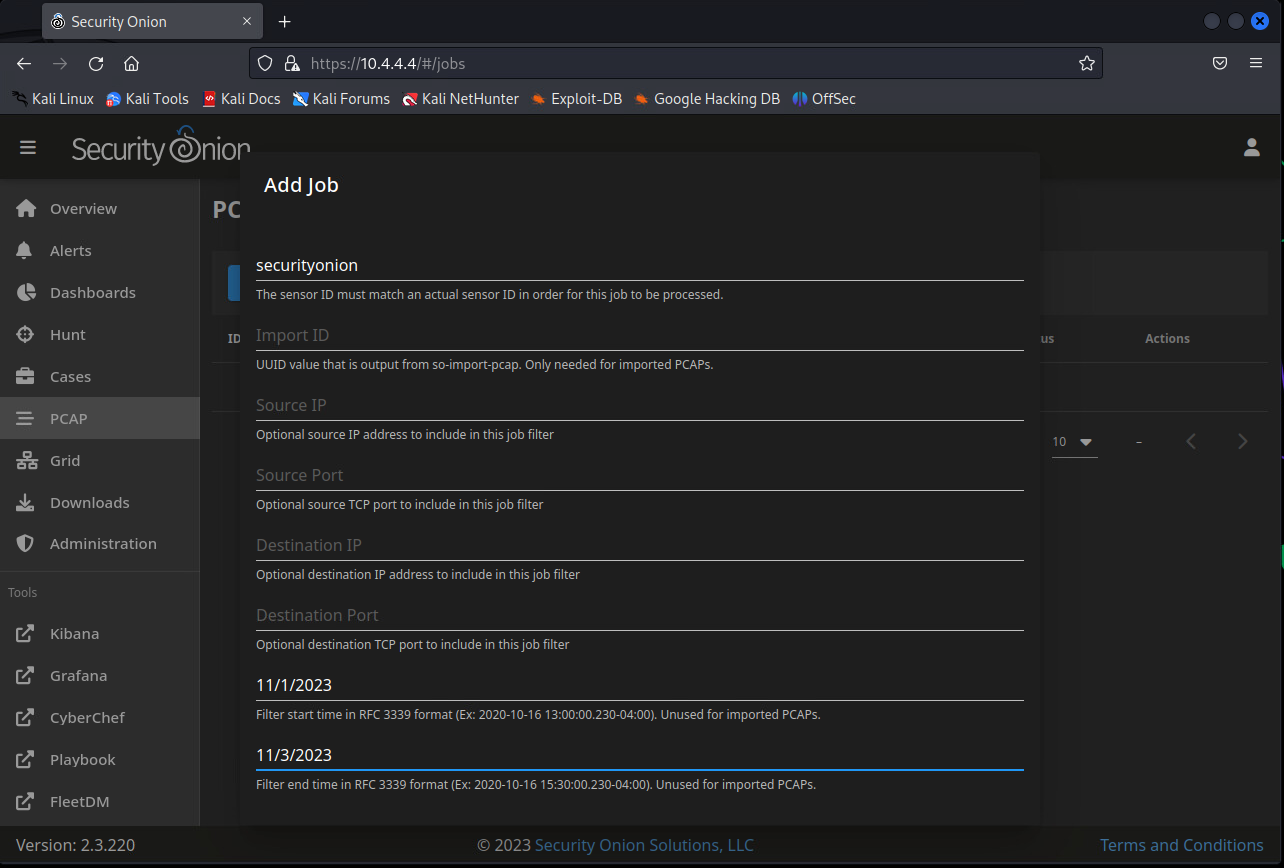 Security Onion
https://10.4.4.4/#/jobs
Kali Linux Kali Tools Kali Docs Kali Forums Kali NetHunter Exploit-DB Google Hacking DB OffSec
Security Onion
Add Job
Overview
PC
Alerts
securityonion
Dashboards
The sensor ID must match an actual sensor ID in order for this job to be processed.
Hunt
Import ID
ID
us
Actions
UUID value that is output from so-import-pcap. Only needed for imported PCAPs.
Cases
Source IP
PCAP
Optional source IP address to include in this job filter
10
–
Grid
Source Port
Downloads
Optional source TCP port to include in this job filter
Administration
Destination IP
Optional destination IP address to include in this job filter
Tools
Destination Port
Kibana
Optional destination TCP port to include in this job filter
Grafana
11/1/2023
CyberChef
Filter start time in RFC 3339 format (Ex: 2020-10-16 13:00:00.230-04:00). Unused for imported PCAPs.
Playbook
11/3/2023
Filter end time in RFC 3339 format (Ex: 2020-10-16 15:30:00.230-04:00). Unused for imported PCAPs.
FleetDM
Version: 2.3.220
© 2023 Security Onion Solutions, LLC
Terms and Conditions